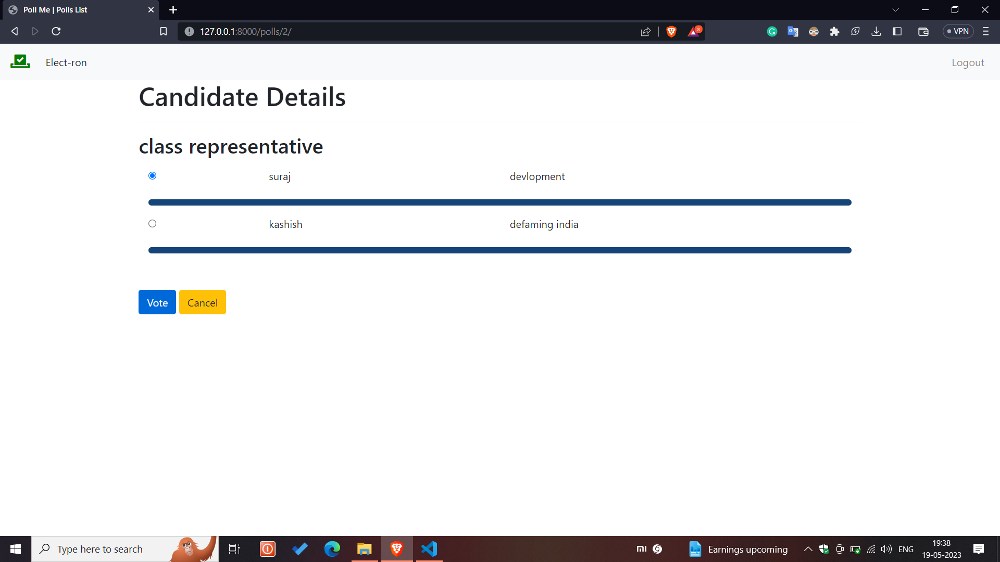 Poll Me | Polls List
127.0.0.1:8000/polls/2/
8
VPN
Elect-ron
Logout
Candidate Details
class representative
suraj devlopment
kashish defaming india
Vote Cancel
Type here to search
Earnings upcoming
ENG
19:38
19-05-2023